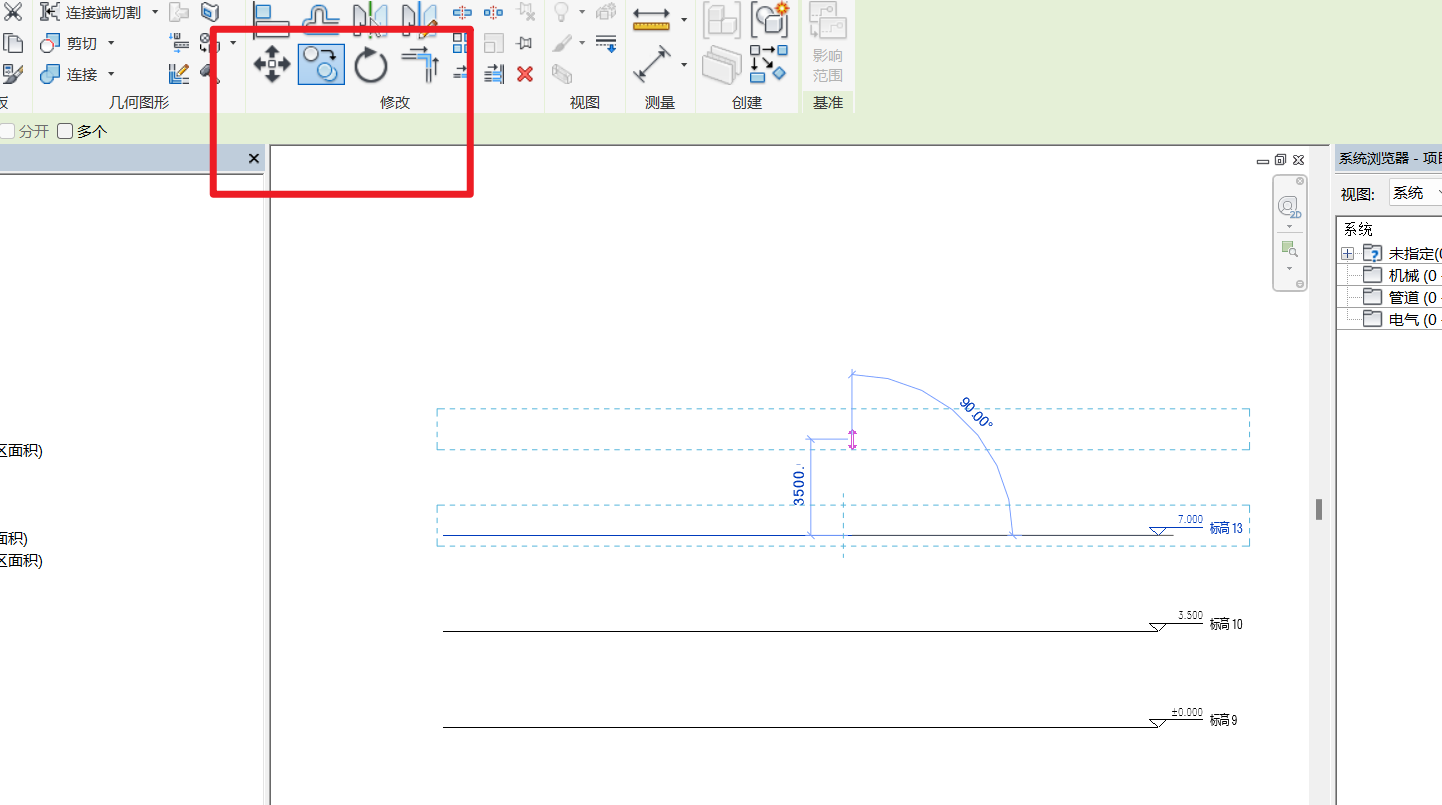 连接端切割
剪切
连接
几何图形
修改
视图
测量
创建
影响
范围
基准
分开 多个
系统浏览器 - 项目
视图: 系统
系统
未指定(0
机械 (0
管道 (0
电气 (0
2D
区面积)
面积)
区面积)
90.00°
3500.
7.000 标高 13
3.500 标高 10
±0.000 标高 9